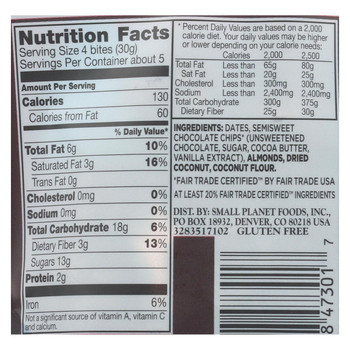 Nutrition Facts
Serving Size 4 bites (30g)
Servings Per Container about 5
Amount Per Serving
Calories 130
Calories from Fat 60
% Daily Value*
Total Fat 6g 10%
Saturated Fat 3g 16%
Trans Fat 0g
Cholesterol 0mg 0%
Sodium 0mg 0%
Total Carbohydrate 18g 6%
Dietary Fiber 3g 13%
Sugars 13g
Protein 2g
Iron 6%
Not a significant source of vitamin A, vitamin C
and calcium.
* Percent Daily Values are based on a 2,000
calorie diet. Your daily values may be higher
or lower depending on your calorie needs:
Calories 2,000 2,500
Total Fat Less than 65g 80g
Sat Fat Less than 20g 25g
Cholesterol Less than 300mg 300mg
Sodium Less than 2,400mg 2,400mg
Total Carbohydrate 300g 375g
Dietary Fiber 25g 30g
INGREDIENTS: DATES, SEMISWEET
CHOCOLATE CHIPS* (UNSWEETENED
CHOCOLATE, SUGAR, COCOA BUTTER,
VANILLA EXTRACT), ALMONDS, DRIED
COCONUT, COCONUT FLOUR.
*FAIR TRADE CERTIFIED™ BY FAIR TRADE USA
AT LEAST 20% FAIR TRADE CERTIFIED™ INGREDIENTS
DIST. BY: SMALL PLANET FOODS, INC.,
PO BOX 18932, DENVER, CO 80218 USA
3283517102 GLUTEN FREE
8 47301 7